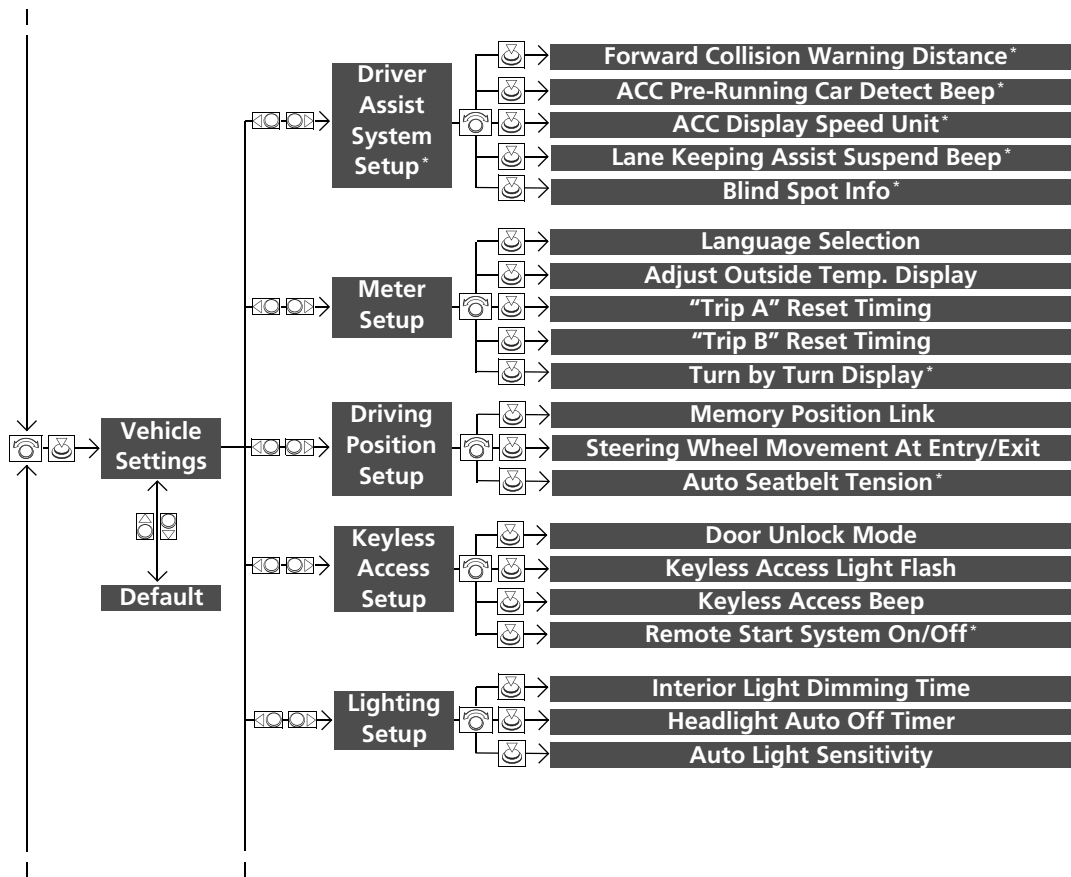 Driver
Assist
System
Setup*
Forward Collision Warning Distance*
ACC Pre-Running Car Detect Beep*
ACC Display Speed Unit*
Lane Keeping Assist Suspend Beep*
Blind Spot Info*
Meter
Setup
Language Selection
Adjust Outside Temp. Display
“Trip A” Reset Timing
“Trip B” Reset Timing
Turn by Turn Display*
Vehicle
Settings
Default
Driving
Position
Setup
Memory Position Link
Steering Wheel Movement At Entry/Exit
Auto Seatbelt Tension*
Keyless
Access
Setup
Door Unlock Mode
Keyless Access Light Flash
Keyless Access Beep
Remote Start System On/Off*
Lighting
Setup
Interior Light Dimming Time
Headlight Auto Off Timer
Auto Light Sensitivity